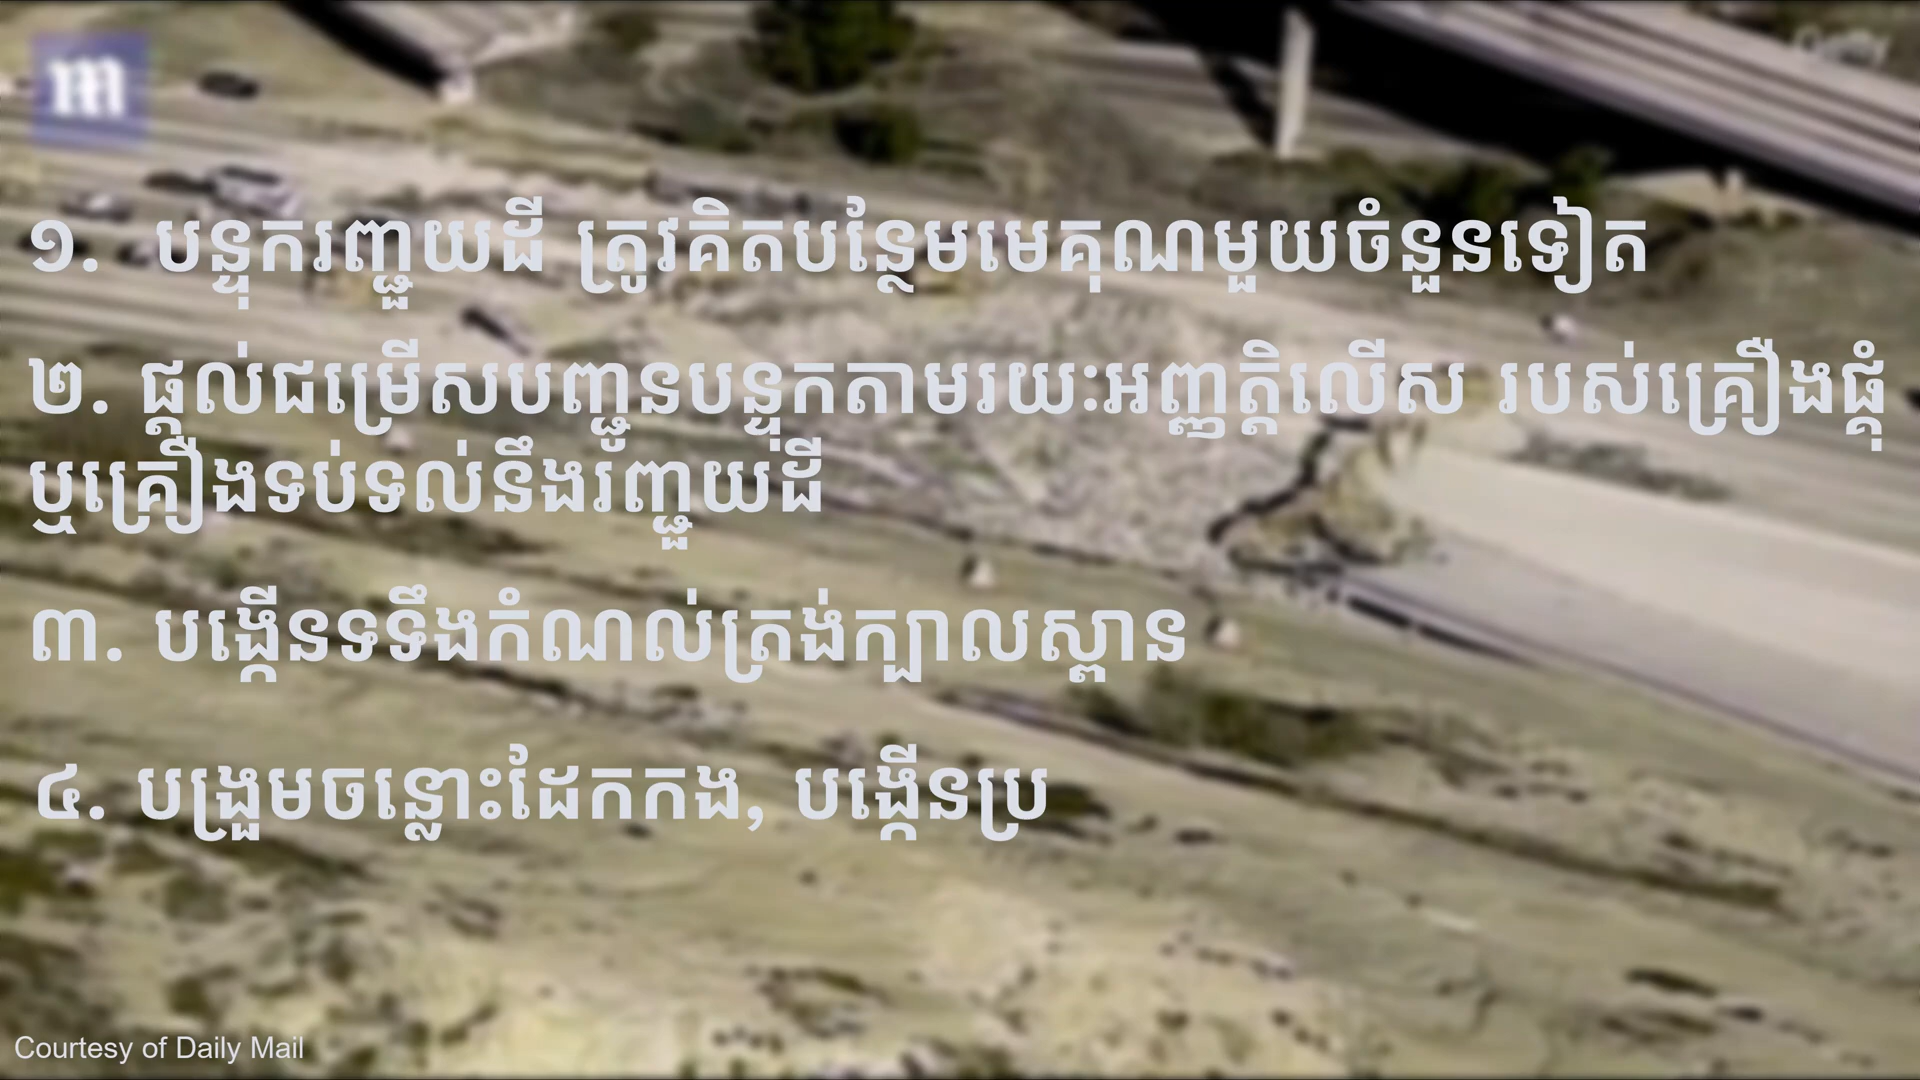 ១. បន្ទុករញ្ជួយដី ត្រូវគិតបន្ថែមមេគុណមួយចំនួនទៀត
២. ផ្តល់ជម្រើសបញ្ជូនបន្ទុកតាមរយៈអញ្ញត្តិលើស របស់គ្រឿងផ្គុំ
ឬគ្រឿងទប់ទល់នឹងរញ្ជួយដី
៣. បង្កើនទទឹងកំណល់ត្រង់ក្បាលស្ពាន
៤. បង្រួមចន្លោះដែកកង, បង្កើនប្រ
Courtesy of Daily Mail